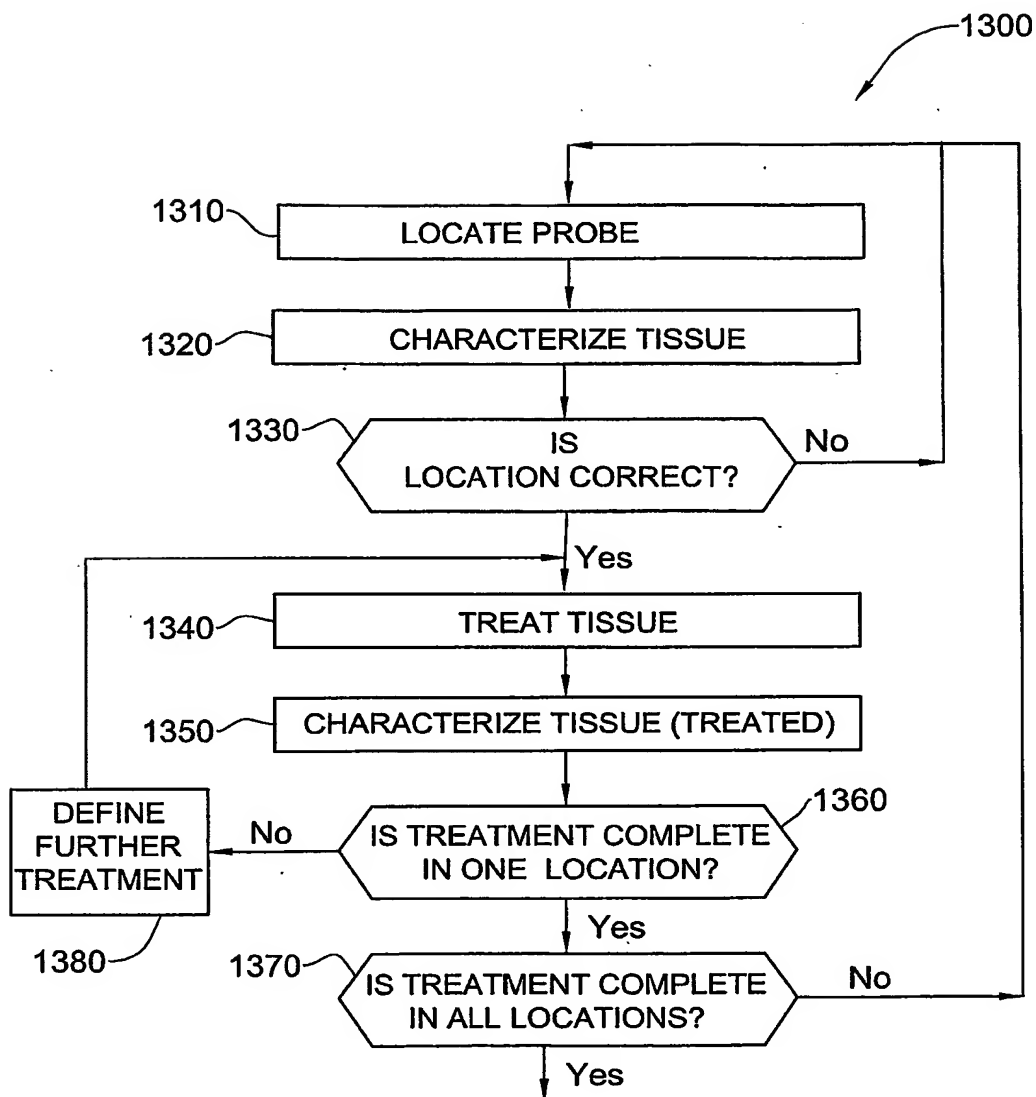 1300
1310
LOCATE PROBE
1320
CHARACTERIZE TISSUE
1330
IS
LOCATION CORRECT?
No
Yes
1340
TREAT TISSUE
1350
CHARACTERIZE TISSUE (TREATED)
1360
DEFINE
FURTHER
TREATMENT
No
IS TREATMENT COMPLETE
IN ONE LOCATION?
1380
Yes
1370
IS TREATMENT COMPLETE
IN ALL LOCATIONS?
No
Yes